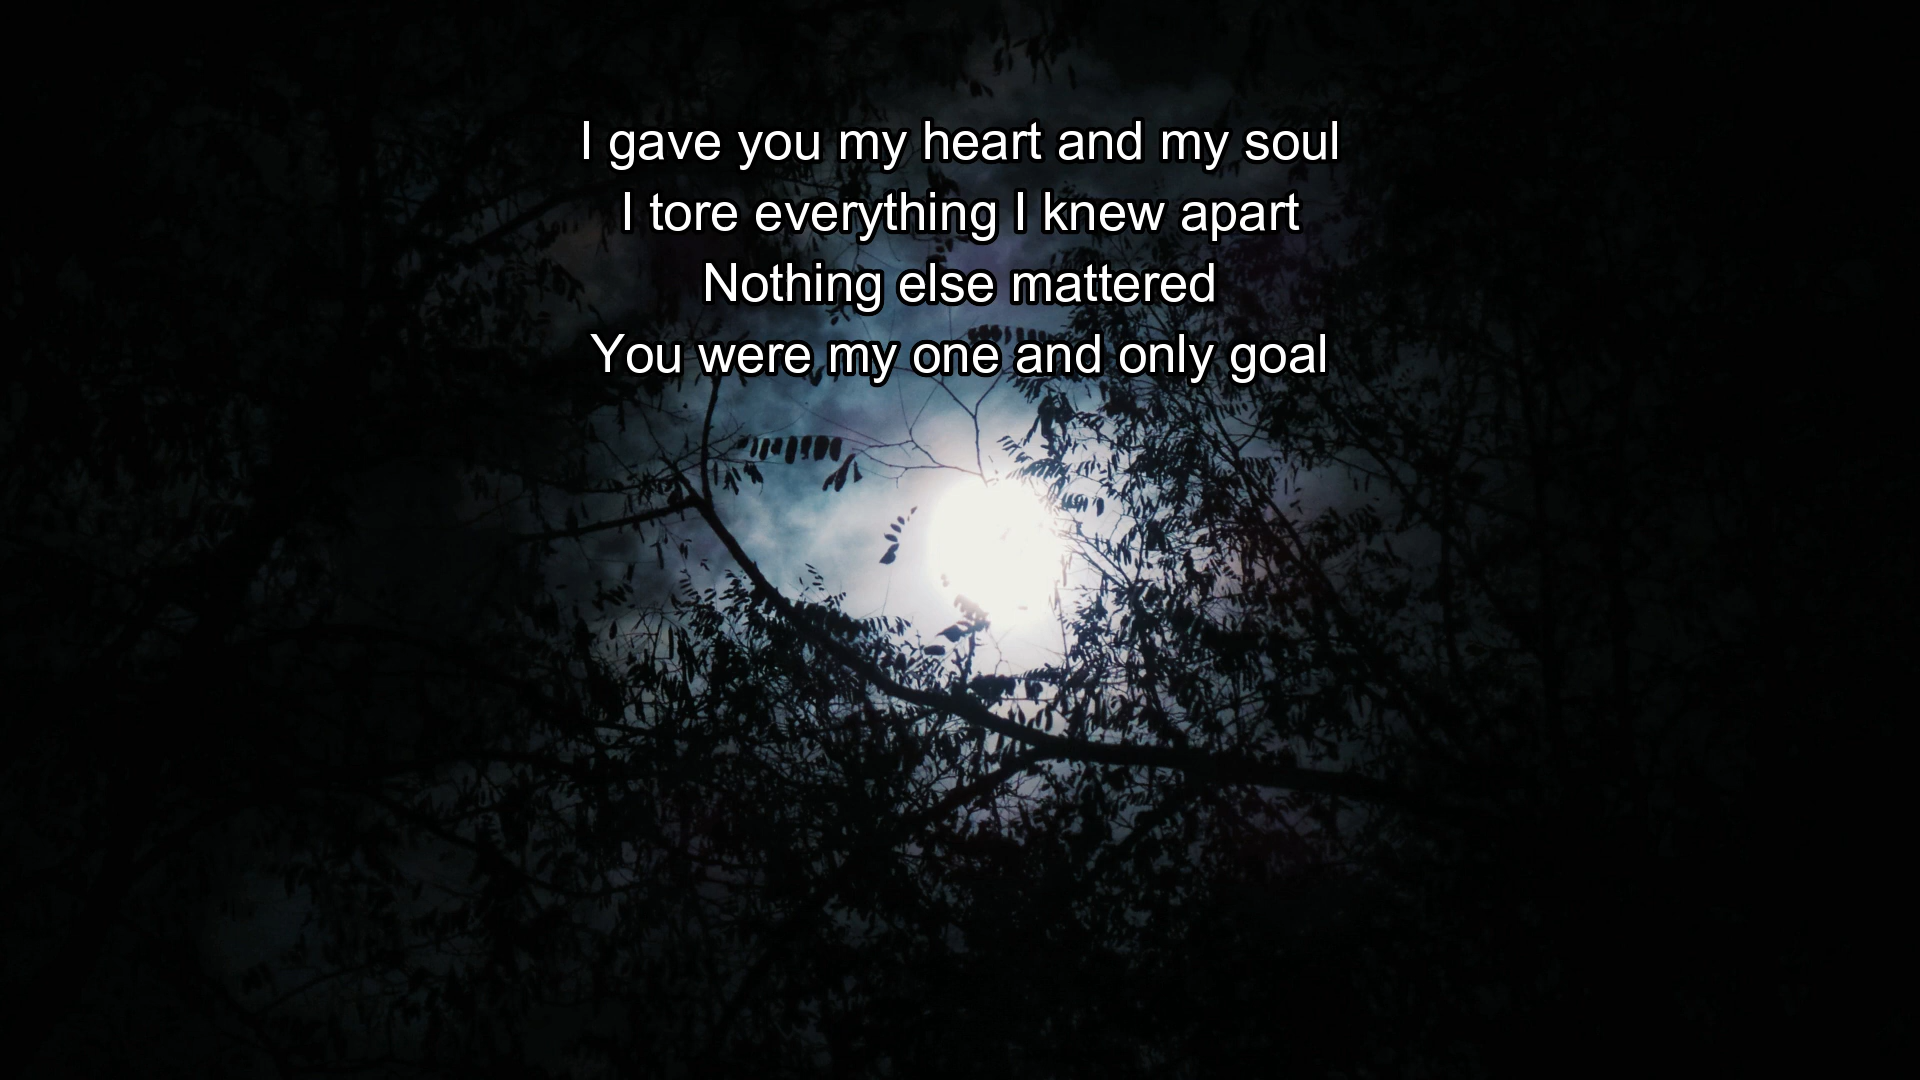 I gave you my heart and my soul
I tore everything I knew apart
Nothing else mattered
You were my one and only goal